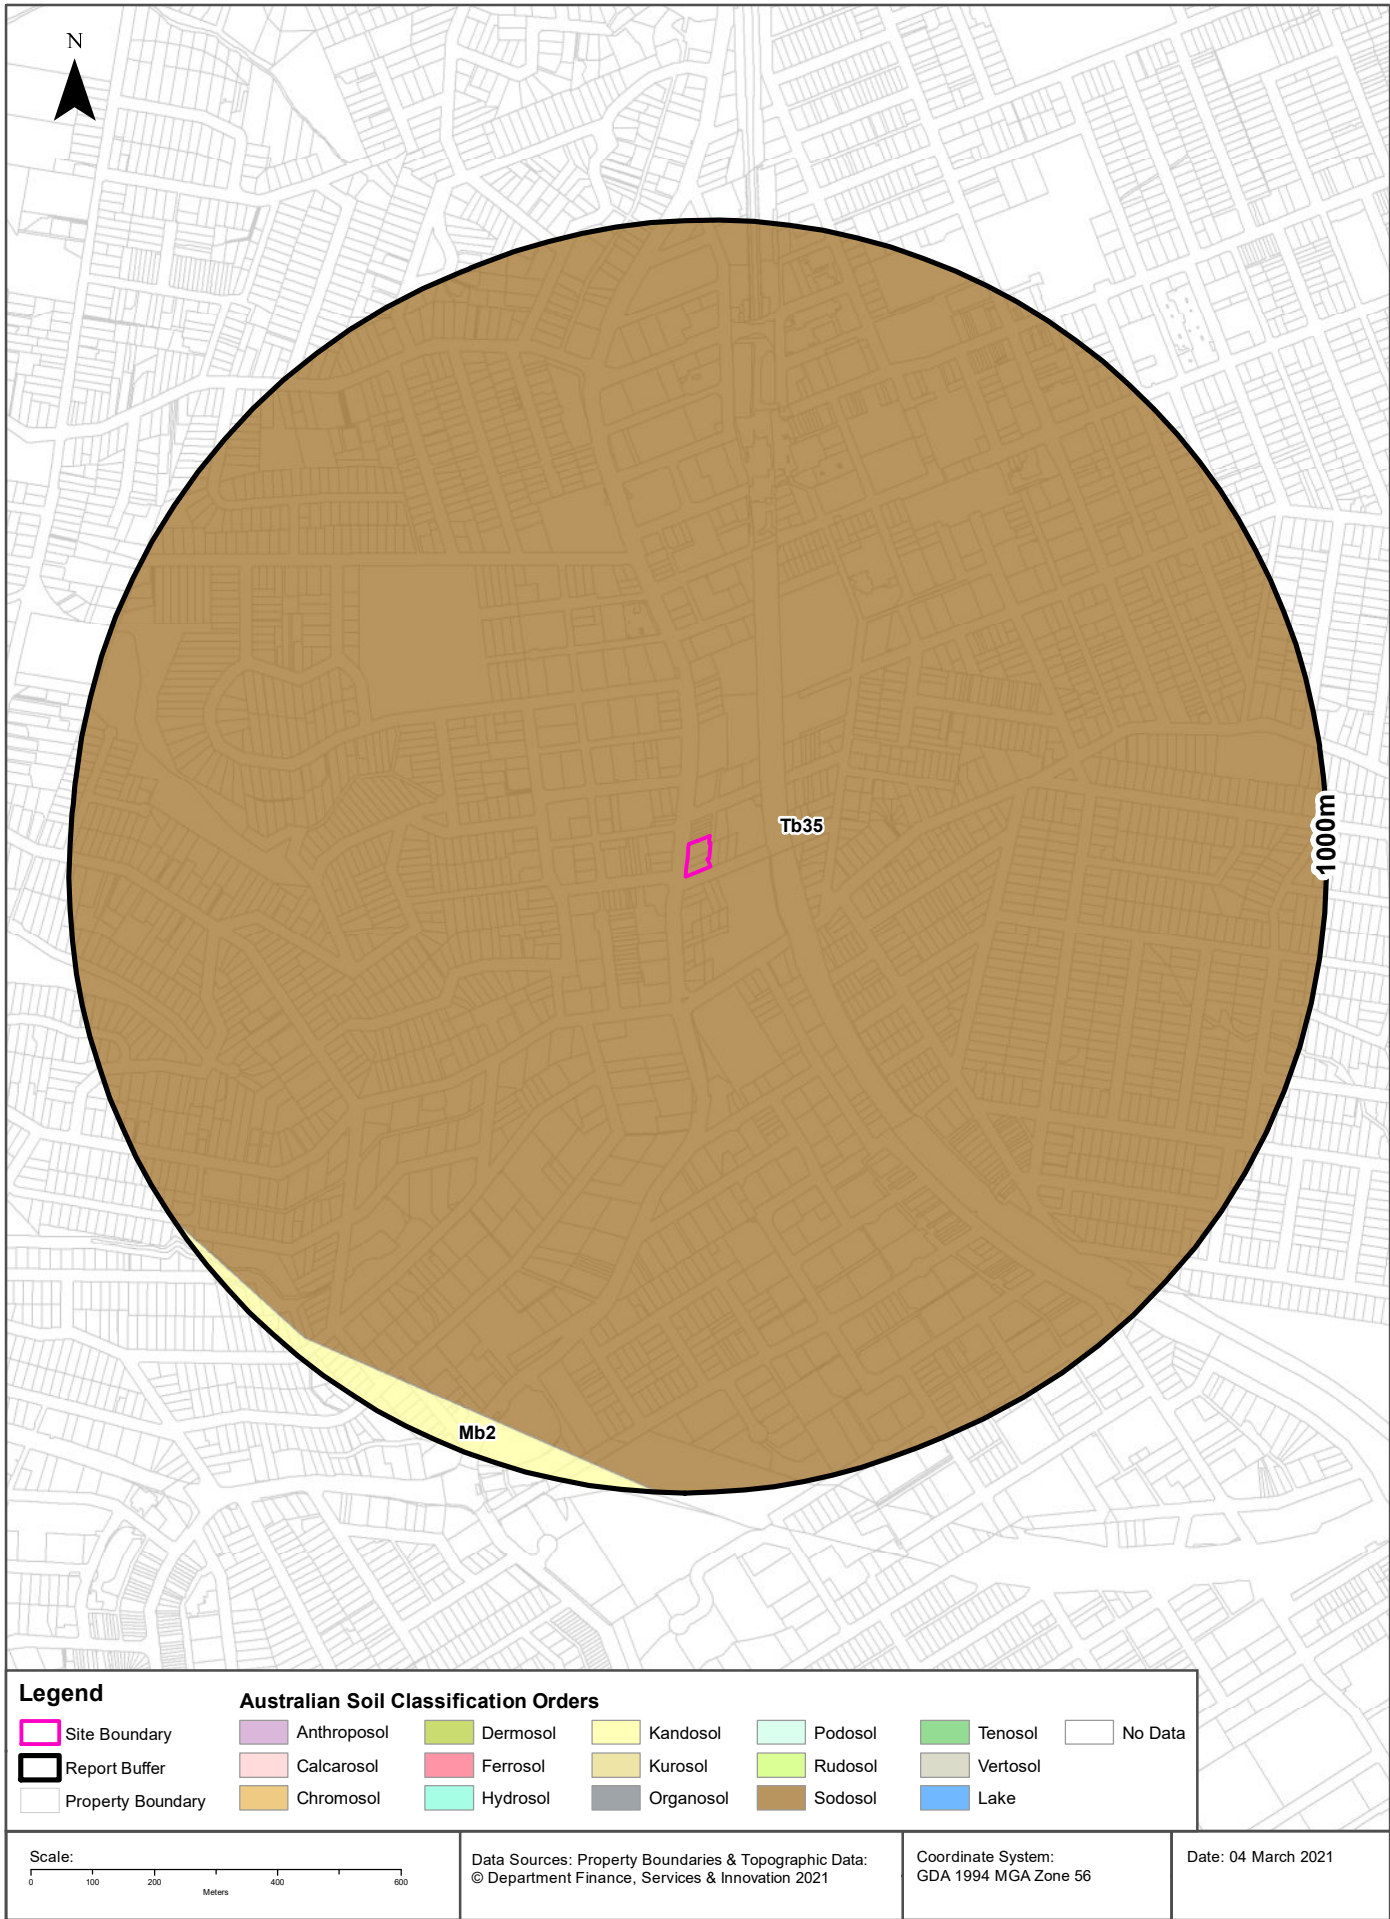 N
Tb35
1000m
Mb2
Legend
Site Boundary
Report Buffer
Property Boundary
Australian Soil Classification Orders
Anthroposol
Calcarosol
Chromosol
Dermosol
Ferrosol
Hydrosol
Kandosol
Kurosol
Organosol
Podosol
Rudosol
Sodosol
Tenosol
Vertosol
Lake
No Data
Scale:
0 100 200 400 600
Meters
Data Sources: Property Boundaries & Topographic Data:
© Department Finance, Services & Innovation 2021
Coordinate System:
GDA 1994 MGA Zone 56
Date: 04 March 2021